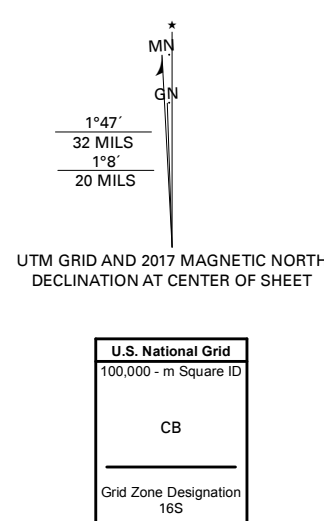 MN
GN
1°47´
32 MILS
1°8´
20 MILS
UTM GRID AND 2017 MAGNETIC NORTH
DECLINATION AT CENTER OF SHEET
U.S. National Grid
100,000 - m Square ID
CB
Grid Zone Designation
16S